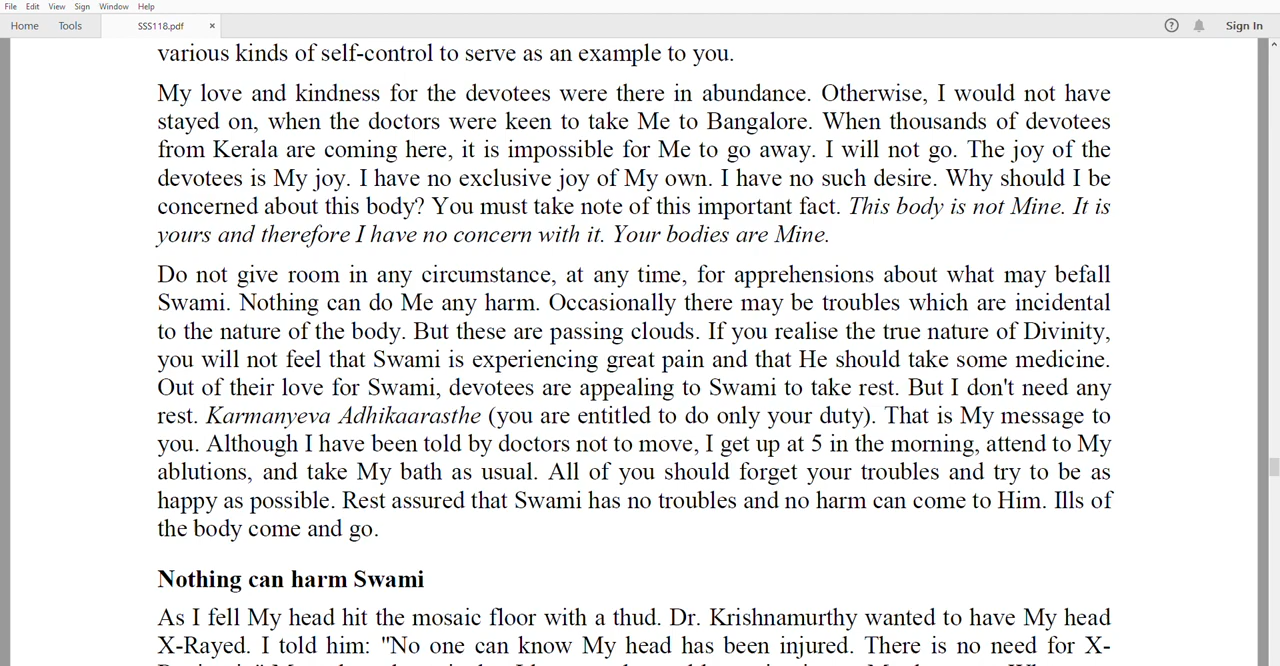 File Edit View Sign Window Help
Home Tools SSS118.pdf × ? Sign In
various kinds of self-control to serve as an example to you.
My love and kindness for the devotees were there in abundance. Otherwise, I would not have
stayed on, when the doctors were keen to take Me to Bangalore. When thousands of devotees
from Kerala are coming here, it is impossible for Me to go away. I will not go. The joy of the
devotees is My joy. I have no exclusive joy of My own. I have no such desire. Why should I be
concerned about this body? You must take note of this important fact. This body is not Mine. It is
yours and therefore I have no concern with it. Your bodies are Mine.
Do not give room in any circumstance, at any time, for apprehensions about what may befall
Swami. Nothing can do Me any harm. Occasionally there may be troubles which are incidental
to the nature of the body. But these are passing clouds. If you realise the true nature of Divinity,
you will not feel that Swami is experiencing great pain and that He should take some medicine.
Out of their love for Swami, devotees are appealing to Swami to take rest. But I don't need any
rest. Karmanyeva Adhikaarasthe (you are entitled to do only your duty). That is My message to
you. Although I have been told by doctors not to move, I get up at 5 in the morning, attend to My
ablutions, and take My bath as usual. All of you should forget your troubles and try to be as
happy as possible. Rest assured that Swami has no troubles and no harm can come to Him. Ills of
the body come and go.
Nothing can harm Swami
As I fell My head hit the mosaic floor with a thud. Dr. Krishnamurthy wanted to have My head
X-Rayed. I told him: "No one can know My head has been injured. There is no need for X-